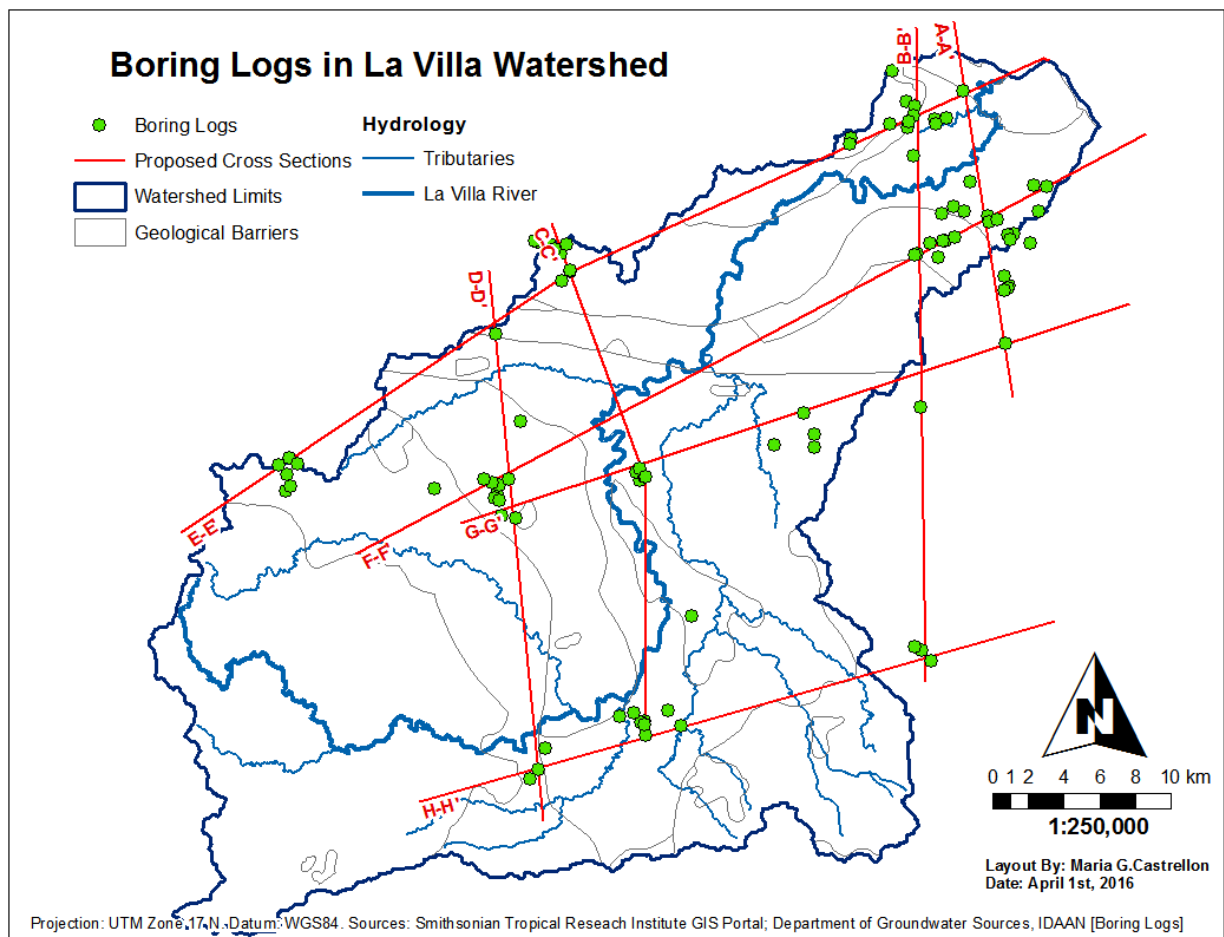 Boring Logs in La Villa Watershed
Boring Logs
Proposed Cross Sections
Watershed Limits
Geological Barriers
Hydrology
Tributaries
La Villa River
A-A'
B-B'
C-C'
D-D'
E-E'
F-F'
G-G'
H-H'
N
0 1 2 4 6 8 10 km
1:250,000
Layout By: Maria G.Castrellon
Date: April 1st, 2016
Projection: UTM Zone 17 N. Datum: WGS84. Sources: Smithsonian Tropical Reseach Institute GIS Portal; Department of Groundwater Sources, IDAAN [Boring Logs]